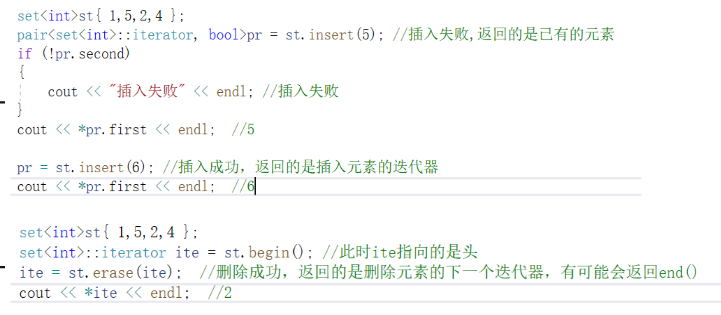 set<int>st{ 1,5,2,4 };
pair<set<int>::iterator, bool>pr = st.insert(5); //插入失败,返回的是已有的元素
if (!pr.second)
{
cout << "插入失败" << endl; //插入失败
}
cout << *pr.first << endl; //5
pr = st.insert(6); //插入成功，返回的是插入元素的迭代器
cout << *pr.first << endl; //6
set<int>st{ 1,5,2,4 };
set<int>::iterator ite = st.begin(); //此时ite指向的是头
ite = st.erase(ite); //删除成功，返回的是删除元素的下一个迭代器，有可能会返回end()
cout << *ite << endl; //2